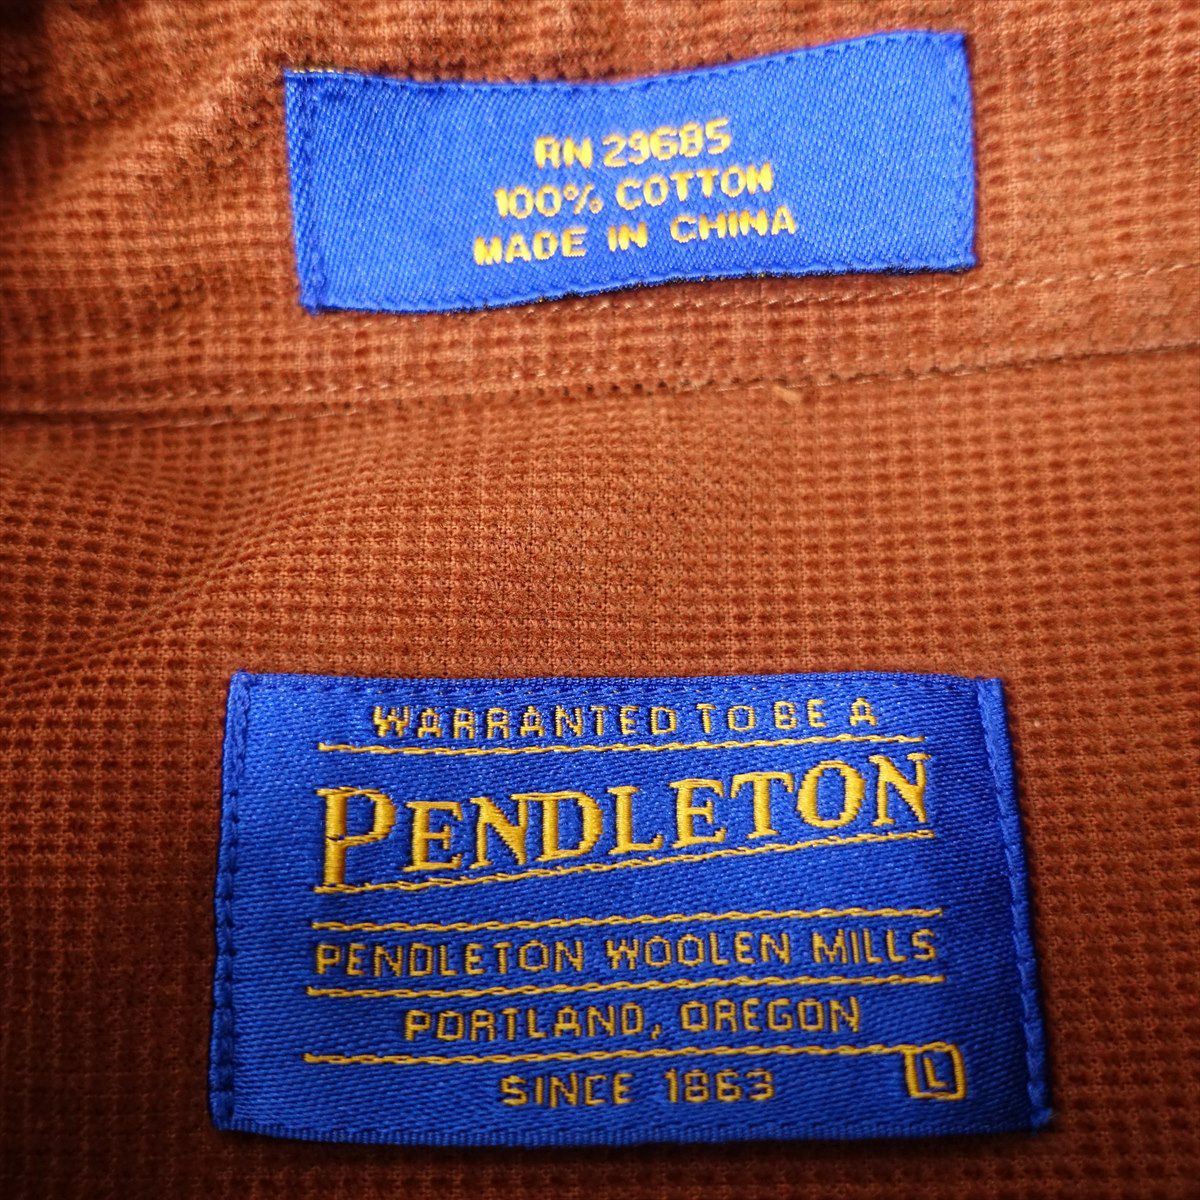 RN 29685
100% COTTON
MADE IN CHINA
WARRANTED TO BE A
PENDLETON
PENDLETON WOOLEN MILLS
PORTLAND, OREGON
SINCE 1863
L